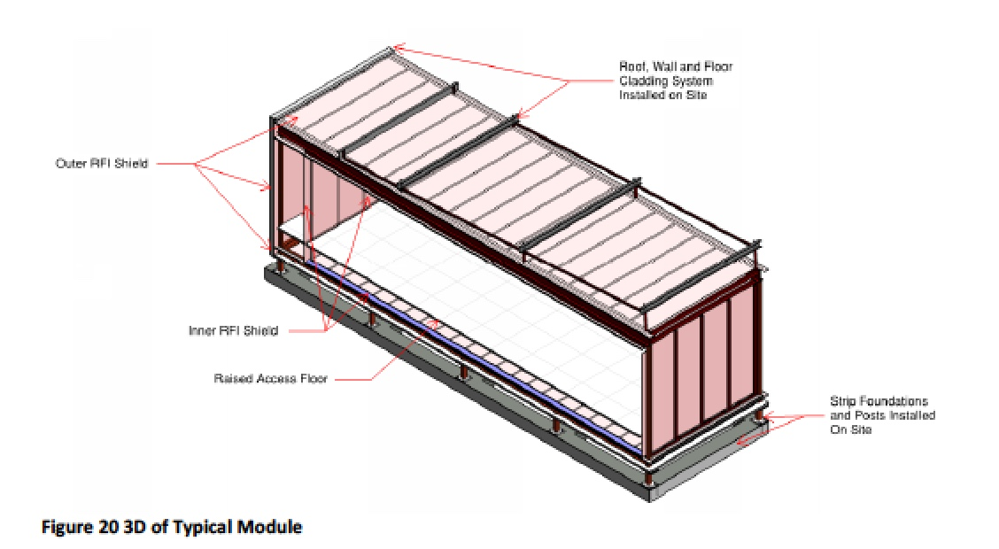 Roof, Wall and Floor
Cladding System
Installed on Site
Outer RFI Shield
Inner RFI Shield
Raised Access Floor
Strip Foundations
and Posts Installed
On Site
Figure 20 3D of Typical Module